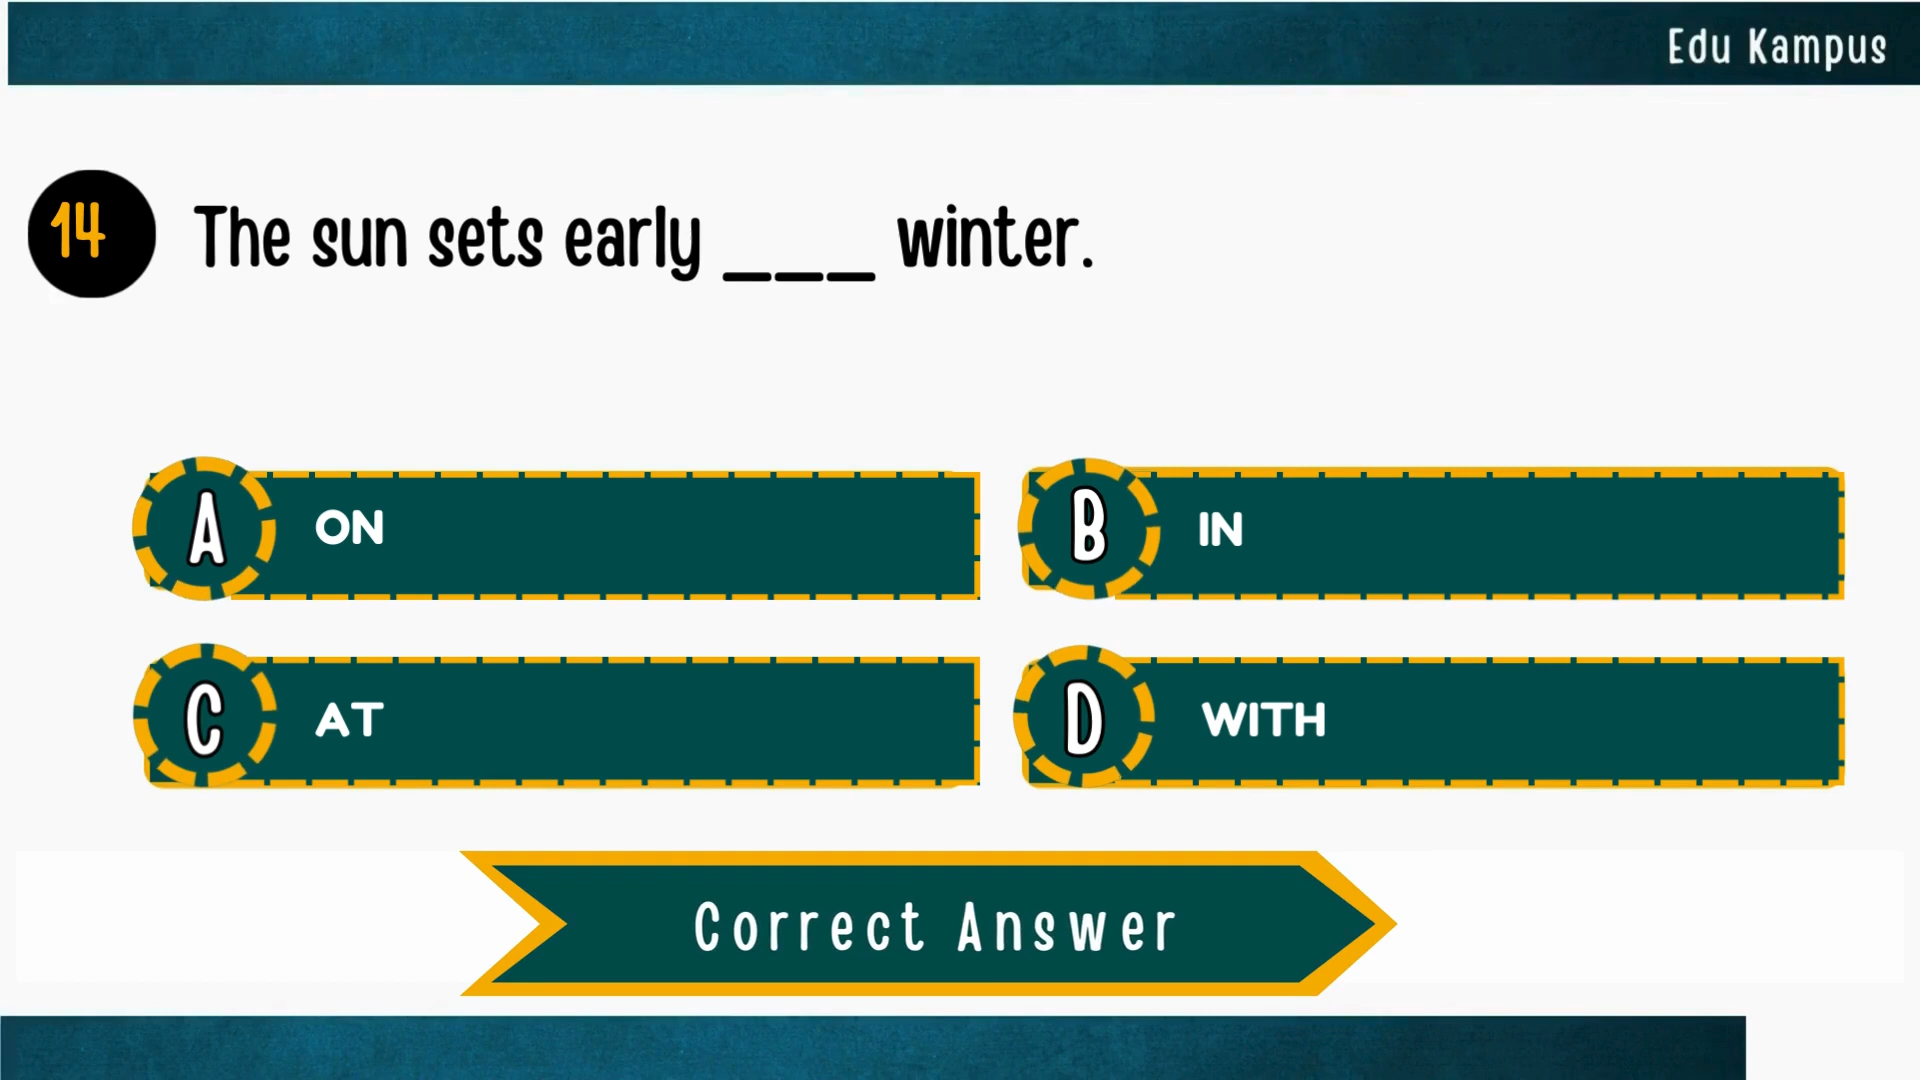 Edu Kampus
14 The sun sets early ___ winter.
A ON
B IN
C AT
D WITH
Correct Answer